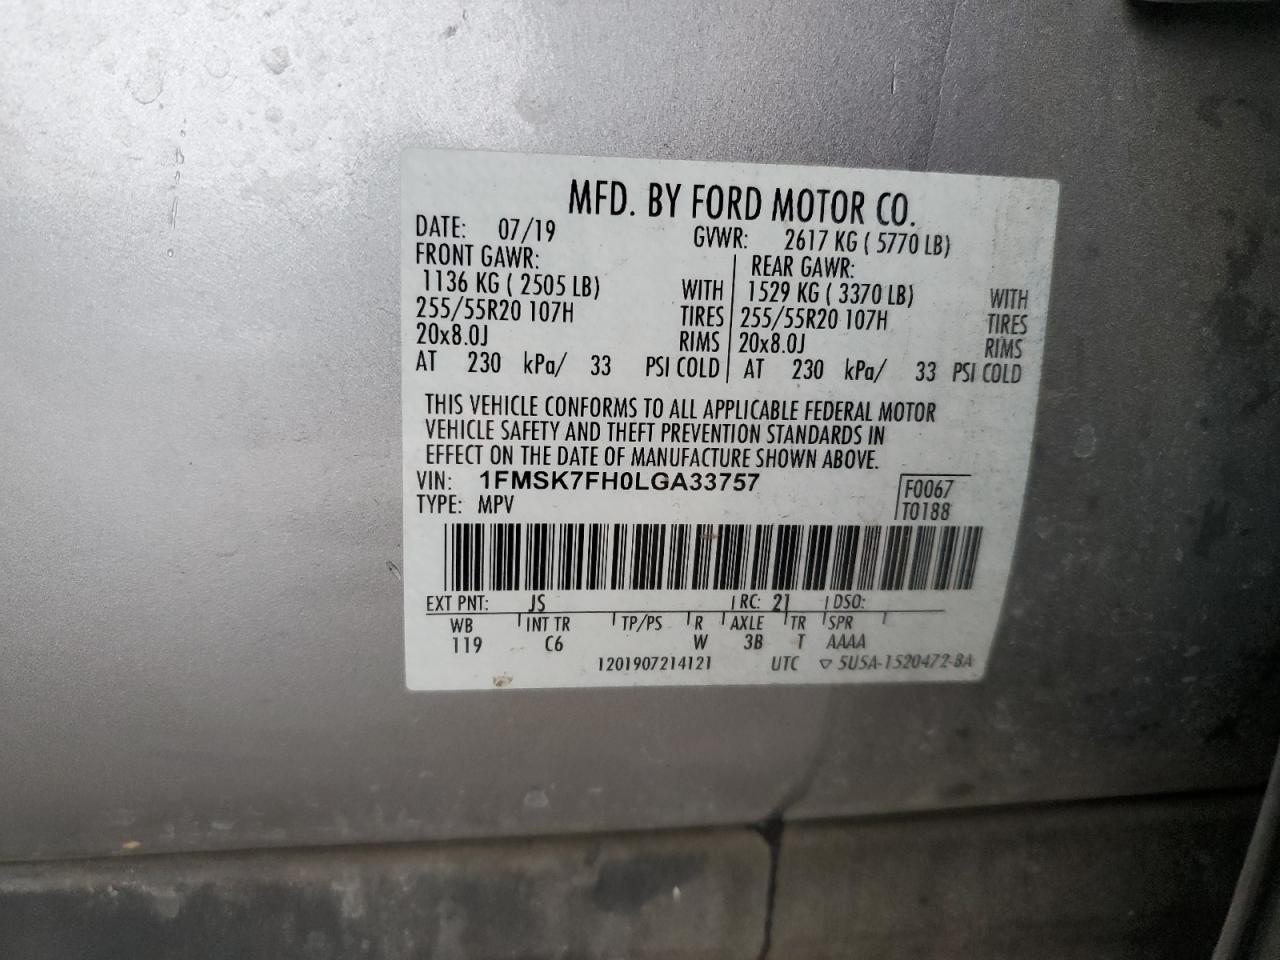 MFD. BY FORD MOTOR CO.
DATE: 07/19 GVWR: 2617 KG ( 5770 LB)
FRONT GAWR: REAR GAWR:
1136 KG ( 2505 LB) WITH 1529 KG ( 3370 LB) WITH
255/55R20 107H TIRES 255/55R20 107H TIRES
20x8.0J RIMS 20x8.0J RIMS
AT 230 kPa/ 33 PSI COLD AT 230 kPa/ 33 PSI COLD
THIS VEHICLE CONFORMS TO ALL APPLICABLE FEDERAL MOTOR
VEHICLE SAFETY AND THEFT PREVENTION STANDARDS IN
EFFECT ON THE DATE OF MANUFACTURE SHOWN ABOVE.
VIN: 1FMSK7FH0LGA33757 F0067
TYPE: MPV T0188
EXT PNT: JS RC: 21 DSO:
WB INT TR TP/PS R AXLE TR SPR
119 C6 W 3B T AAAA
1201907214121 UTC ▽ 5U5A-1520472-BA